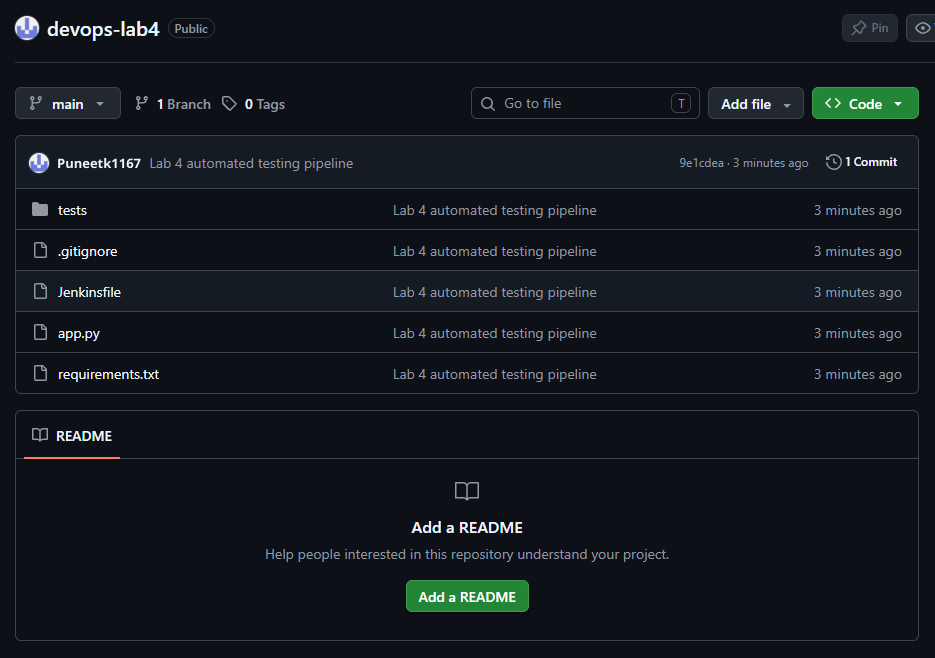 devops-lab4 Public Pin
main 1 Branch 0 Tags Go to file T Add file Code
Puneetk1167 Lab 4 automated testing pipeline 9e1cdea · 3 minutes ago 1 Commit
tests Lab 4 automated testing pipeline 3 minutes ago
.gitignore Lab 4 automated testing pipeline 3 minutes ago
Jenkinsfile Lab 4 automated testing pipeline 3 minutes ago
app.py Lab 4 automated testing pipeline 3 minutes ago
requirements.txt Lab 4 automated testing pipeline 3 minutes ago
README
Add a README
Help people interested in this repository understand your project.
Add a README